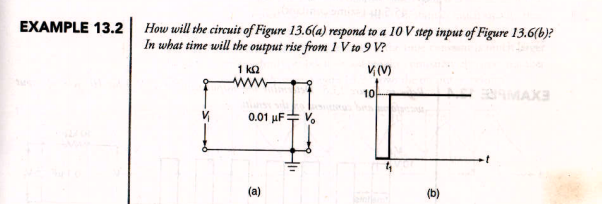 EXAMPLE 13.2
How will the circuit of Figure 13.6(a) respond to a 10 V step input of Figure 13.6(b)?
In what time will the output rise from 1 V to 9 V?
1 kΩ
Vi (V)
10
Vi
0.01 μF
Vo
t
t1
(a)
(b)